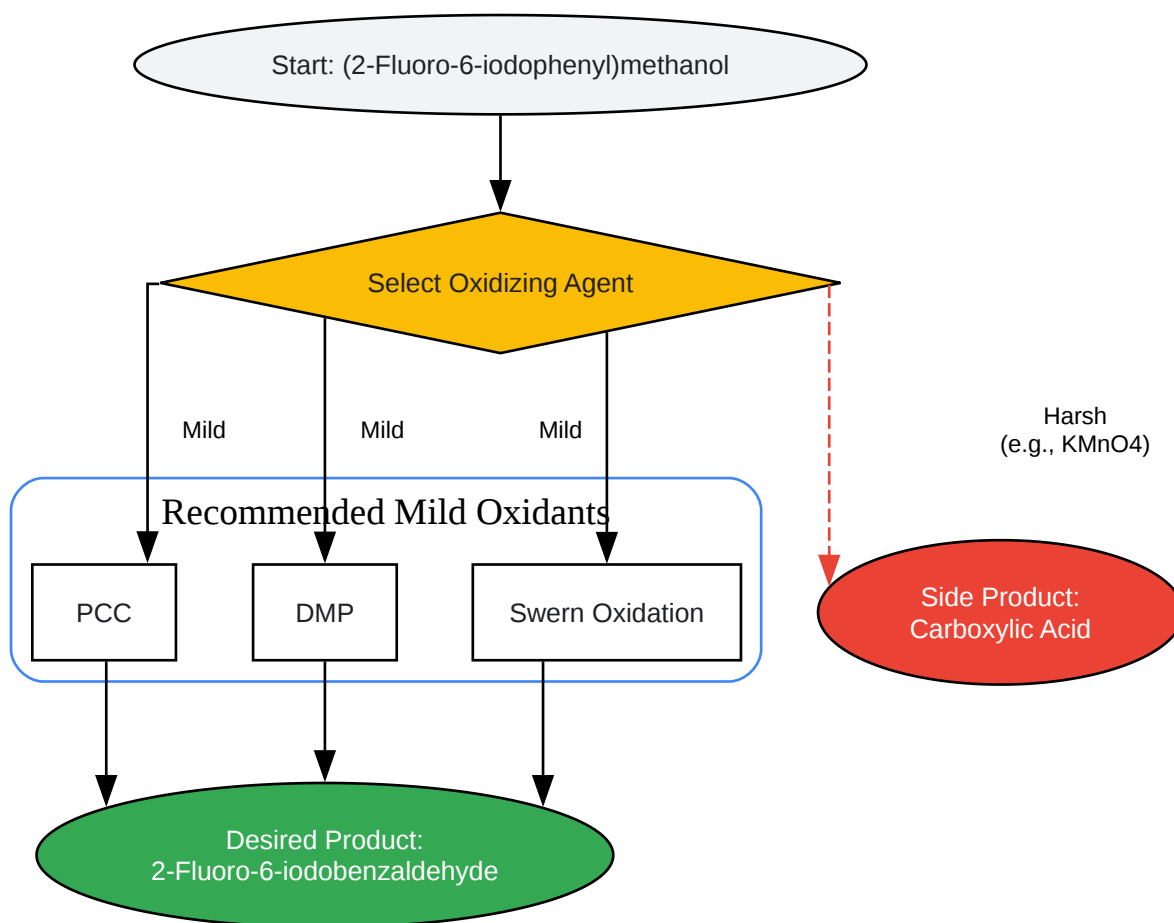 Start: (2-Fluoro-6-iodophenyl)methanol
Select Oxidizing Agent
Mild
Mild
Mild
Harsh
(e.g., KMnO4)
Recommended Mild Oxidants
PCC
DMP
Swern Oxidation
Side Product:
Carboxylic Acid
Desired Product:
2-Fluoro-6-iodobenzaldehyde